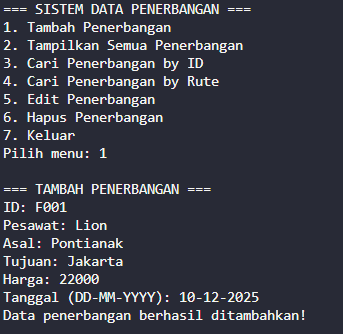 === SISTEM DATA PENERBANGAN ===
1. Tambah Penerbangan
2. Tampilkan Semua Penerbangan
3. Cari Penerbangan by ID
4. Cari Penerbangan by Rute
5. Edit Penerbangan
6. Hapus Penerbangan
7. Keluar
Pilih menu: 1

=== TAMBAH PENERBANGAN ===
ID: F001
Pesawat: Lion
Asal: Pontianak
Tujuan: Jakarta
Harga: 22000
Tanggal (DD-MM-YYYY): 10-12-2025
Data penerbangan berhasil ditambahkan!